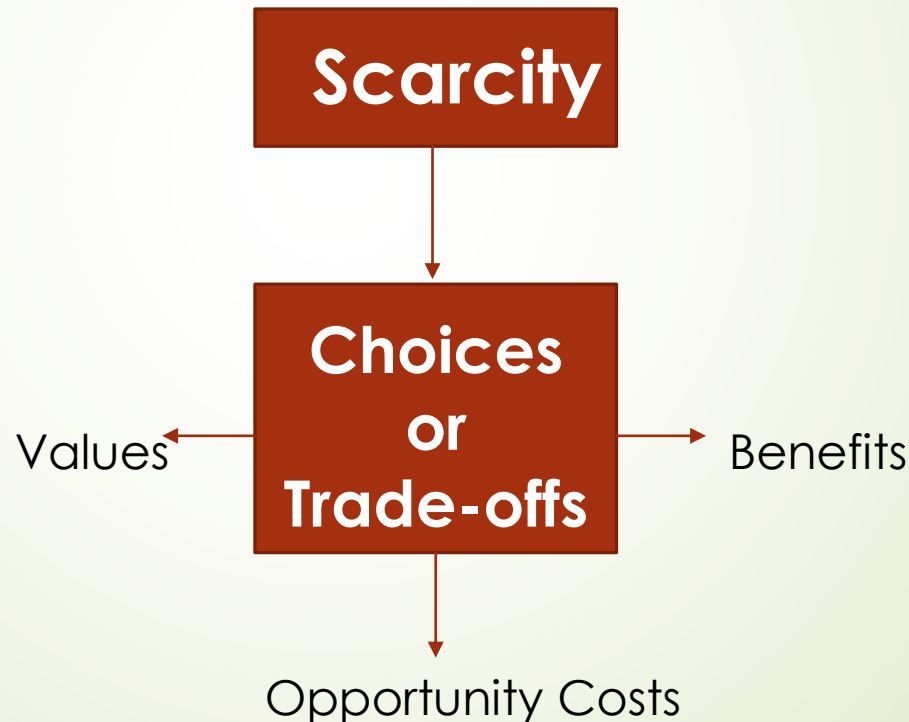 Scarcity
Choices
or
Trade-offs
Values
Benefits
Opportunity Costs